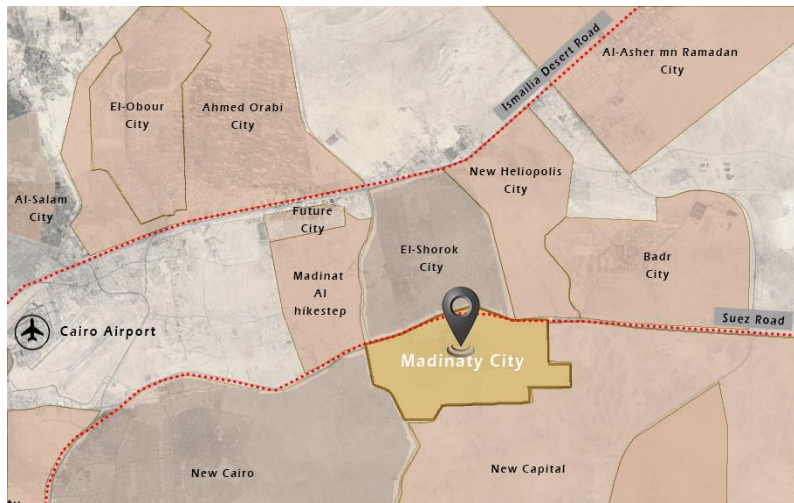 Ismailia Desert Road
Al-Asher mn Ramadan
City
El-Obour
City
Ahmed Orabi
City
New Heliopolis
City
Al-Salam
City
Future
City
El-Shorok
City
Badr
City
Madinat
Al
hikestep
Cairo Airport
Suez Road
Madinaty City
New Cairo
New Capital